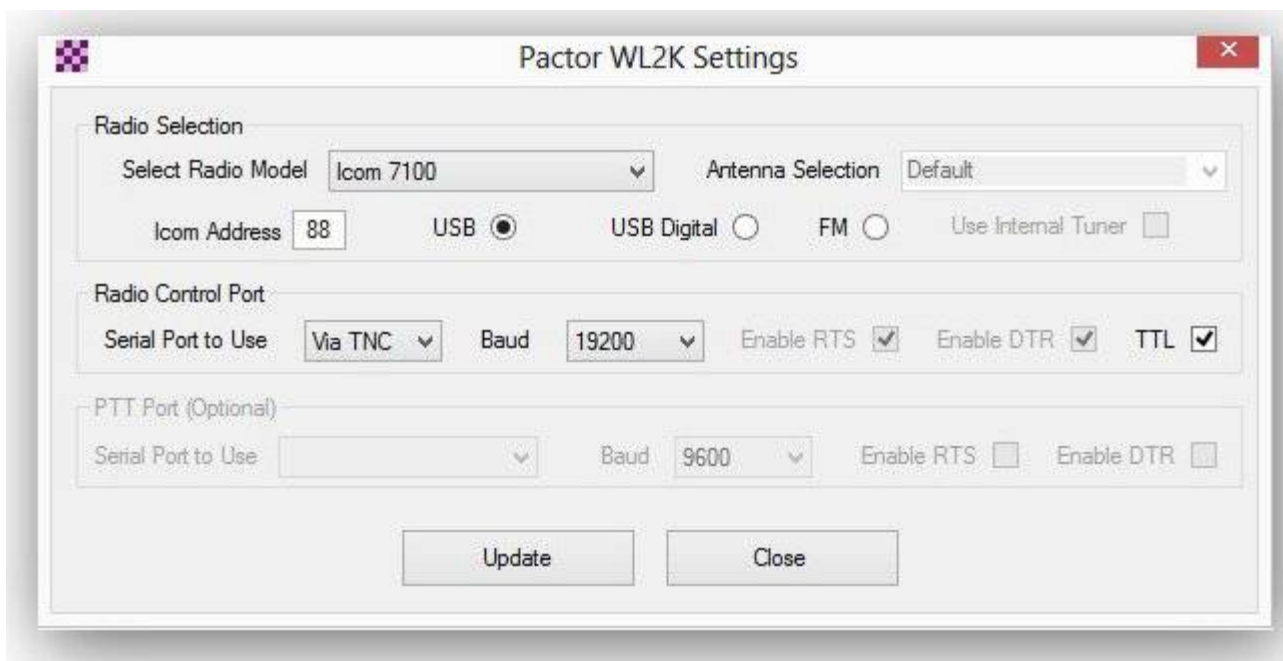 Pactor WL2K Settings
Radio Selection
Select Radio Model Icom 7100 Antenna Selection Default
Icom Address 88 USB USB Digital FM Use Internal Tuner
Radio Control Port
Serial Port to Use Via TNC Baud 19200 Enable RTS Enable DTR TTL
PTT Port (Optional)
Serial Port to Use Baud 9600 Enable RTS Enable DTR
Update Close